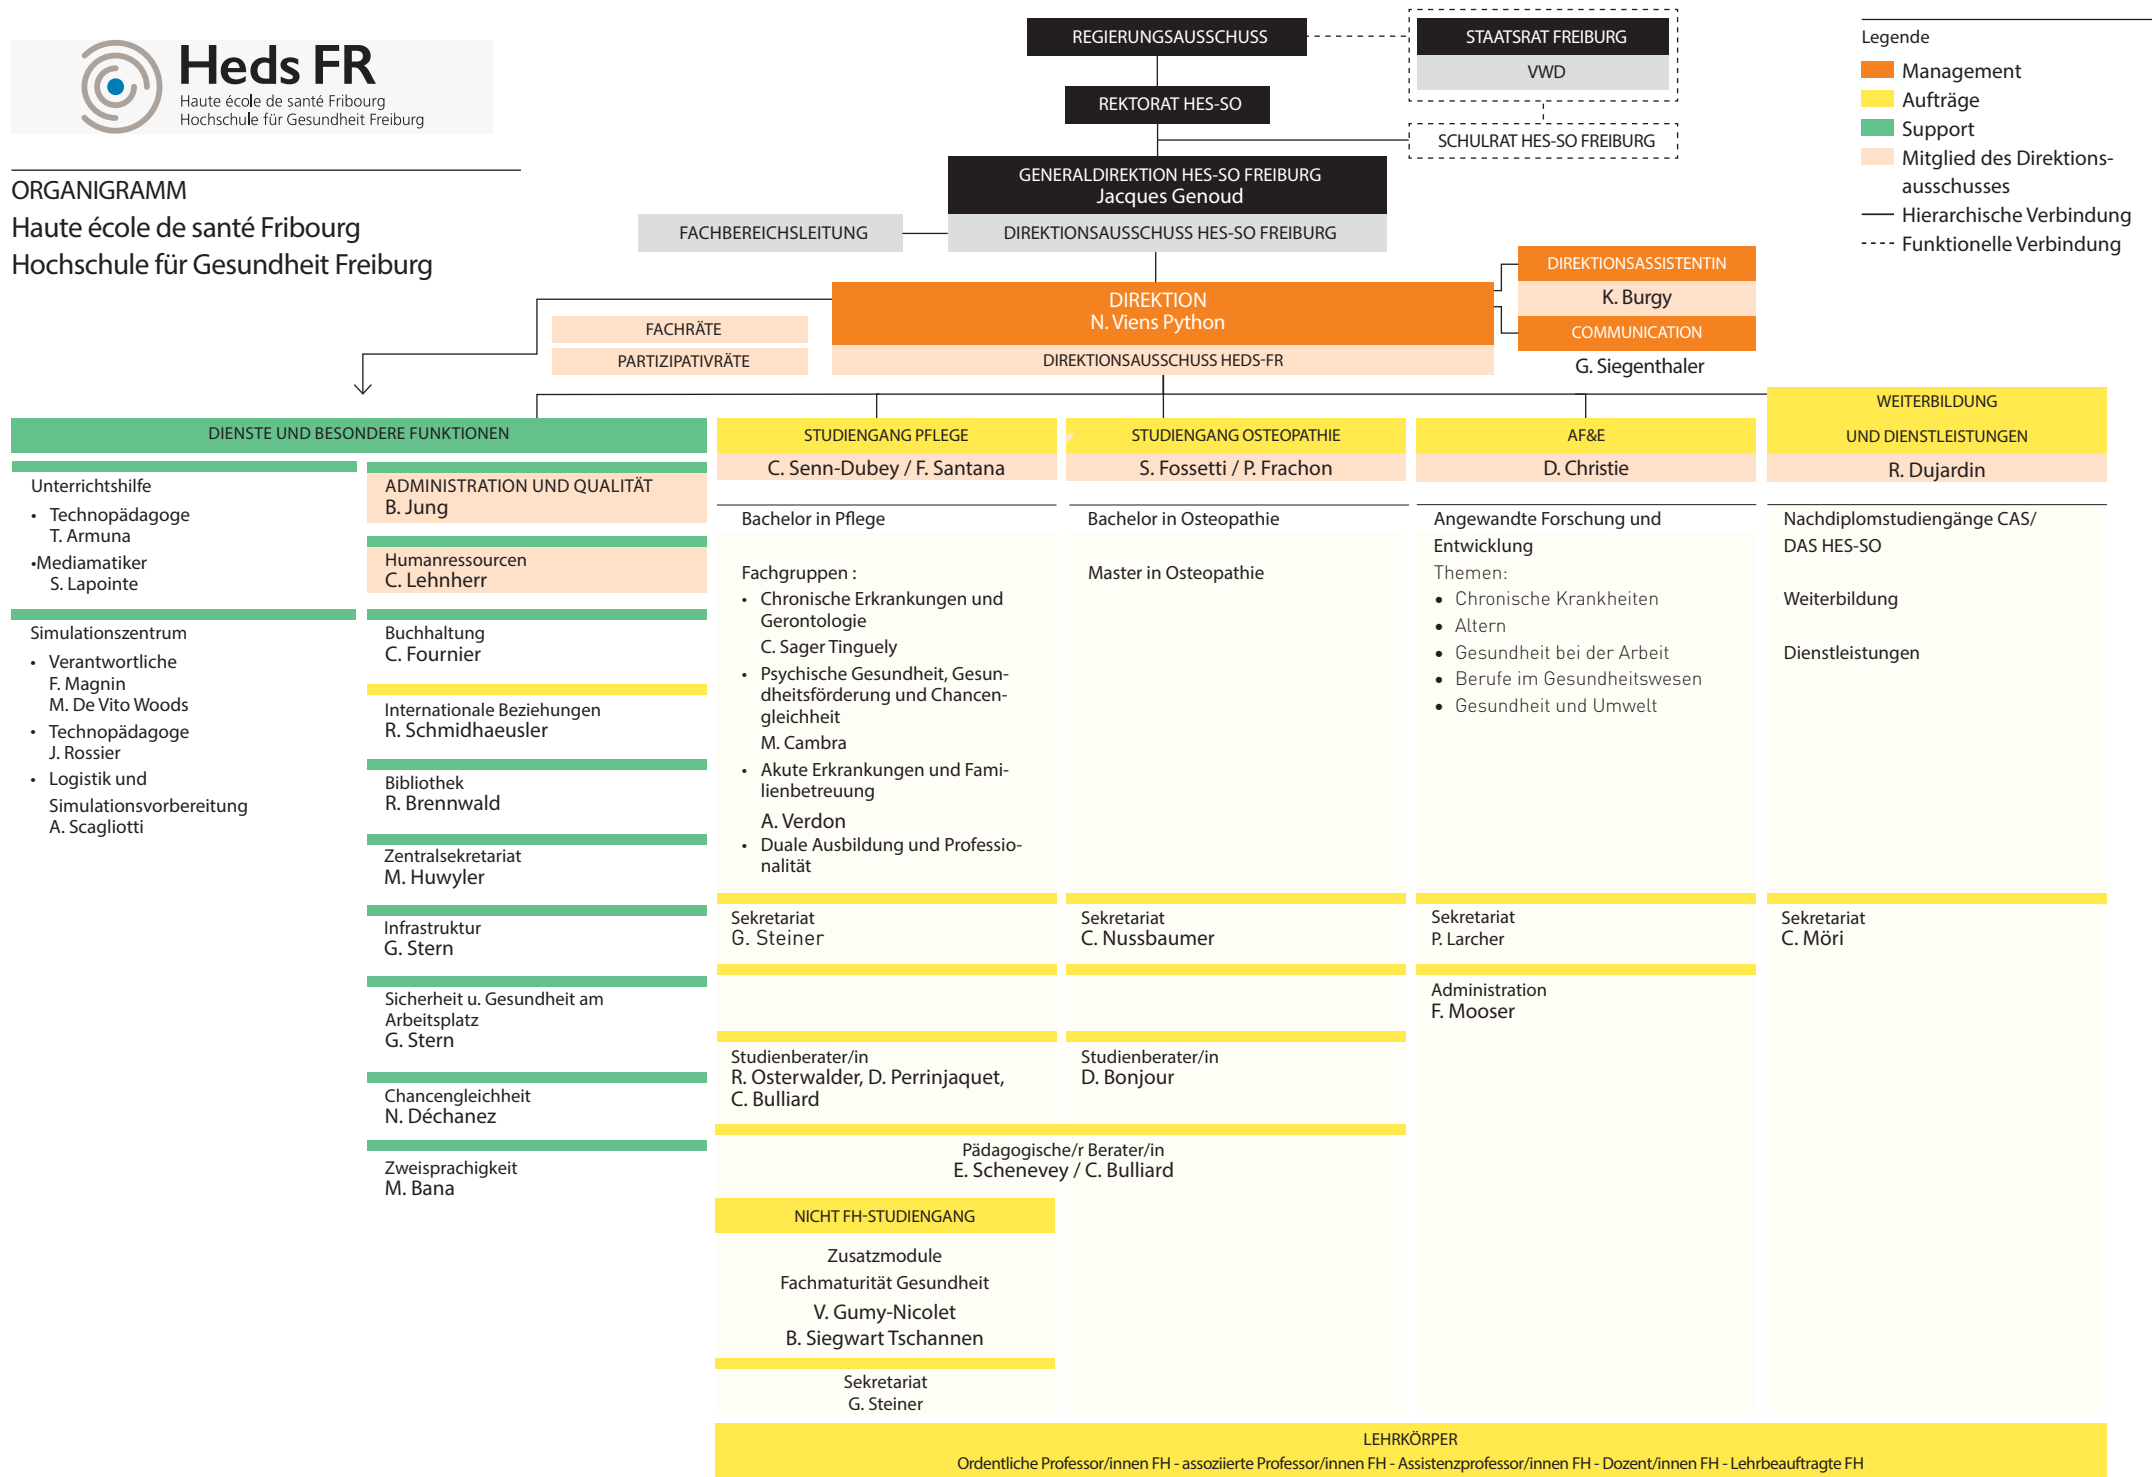 Heds FR
Haute école de santé Fribourg
Hochschule für Gesundheit Freiburg
ORGANIGRAMM
Haute école de santé Fribourg
Hochschule für Gesundheit Freiburg
REGIERUNGSAUSSCHUSS
STAATSRAT FREIBURG
VWD
REKTORAT HES-SO
SCHULRAT HES-SO FREIBURG
GENERALDIREKTION HES-SO FREIBURG
Jacques Genoud
FACHBEREICHSLEITUNG
DIREKTIONSAUSSCHUSS HES-SO FREIBURG
Legende
Management
Aufträge
Support
Mitglied des Direktions-
ausschusses
Hierarchische Verbindung
Funktionelle Verbindung
DIREKTION
N. Viens Python
DIREKTIONSAUSSCHUSS HEDS-FR
FACHRÄTE
PARTIZIPATIVRÄTE
DIREKTIONSASSISTENTIN
K. Burgy
COMMUNICATION
G. Siegenthaler
DIENSTE UND BESONDERE FUNKTIONEN
Unterrichtshilfe
• Technopädagoge
T. Armuna
•Mediamatiker
S. Lapointe
Simulationszentrum
• Verantwortliche
F. Magnin
M. De Vito Woods
• Technopädagoge
J. Rossier
• Logistik und
Simulationsvorbereitung
A. Scagliotti
ADMINISTRATION UND QUALITÄT
B. Jung
Humanressourcen
C. Lehnherr
Buchhaltung
C. Fournier
Internationale Beziehungen
R. Schmidhaeusler
Bibliothek
R. Brennwald
Zentralsekretariat
M. Huwyler
Infrastruktur
G. Stern
Sicherheit u. Gesundheit am
Arbeitsplatz
G. Stern
Chancengleichheit
N. Déchanez
Zweisprachigkeit
M. Bana
STUDIENGANG PFLEGE
C. Senn-Dubey / F. Santana
Bachelor in Pflege
Fachgruppen :
• Chronische Erkrankungen und
Gerontologie
C. Sager Tinguely
• Psychische Gesundheit, Gesun-
dheitsförderung und Chancen-
gleichheit
M. Cambra
• Akute Erkrankungen und Fami-
lienbetreuung
A. Verdon
• Duale Ausbildung und Professio-
nalität
Sekretariat
G. Steiner
Studienberater/in
R. Osterwalder, D. Perrinjaquet,
C. Bulliard
STUDIENGANG OSTEOPATHIE
S. Fossetti / P. Frachon
Bachelor in Osteopathie
Master in Osteopathie
Sekretariat
C. Nussbaumer
Studienberater/in
D. Bonjour
Pädagogische/r Berater/in
E. Schenevey / C. Bulliard
NICHT FH-STUDIENGANG
Zusatzmodule
Fachmaturität Gesundheit
V. Gumy-Nicolet
B. Siegwart Tschannen
Sekretariat
G. Steiner
AF&E
D. Christie
Angewandte Forschung und
Entwicklung
Themen:
• Chronische Krankheiten
• Altern
• Gesundheit bei der Arbeit
• Berufe im Gesundheitswesen
• Gesundheit und Umwelt
Sekretariat
P. Larcher
Administration
F. Mooser
WEITERBILDUNG
UND DIENSTLEISTUNGEN
R. Dujardin
Nachdiplomstudiengänge CAS/
DAS HES-SO
Weiterbildung
Dienstleistungen
Sekretariat
C. Möri
LEHRKÖRPER
Ordentliche Professor/innen FH - assoziierte Professor/innen FH - Assistenzprofessor/innen FH - Dozent/innen FH - Lehrbeauftragte FH